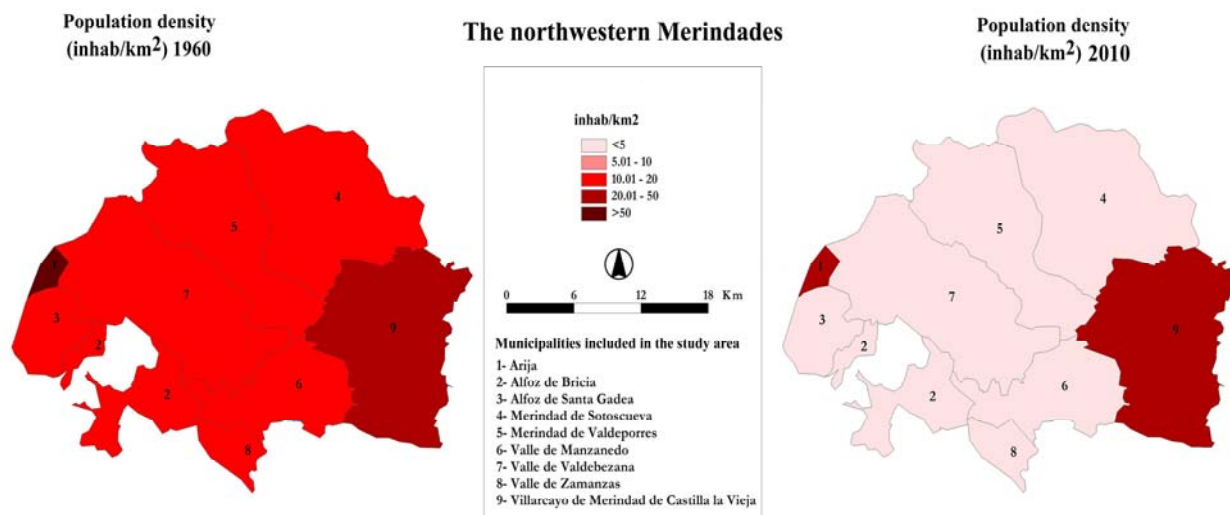 Population density
(inhab/km2) 1960
The northwestern Merindades
Population density
(inhab/km2) 2010
inhab/km2
<5
5.01 - 10
10.01 - 20
20.01 - 50
>50
0 6 12 18 Km
Municipalities included in the study area
1- Arija
2- Alfoz de Bricia
3- Alfoz de Santa Gadea
4- Merindad de Sotoscueva
5- Merindad de Valdeporres
6- Valle de Manzanedo
7- Valle de Valdebezana
8- Valle de Zamanzas
9- Villarcayo de Merindad de Castilla la Vieja
4
5
1
7
3
9
2
6
2
8
4
5
1
7
3
9
2
6
2
8